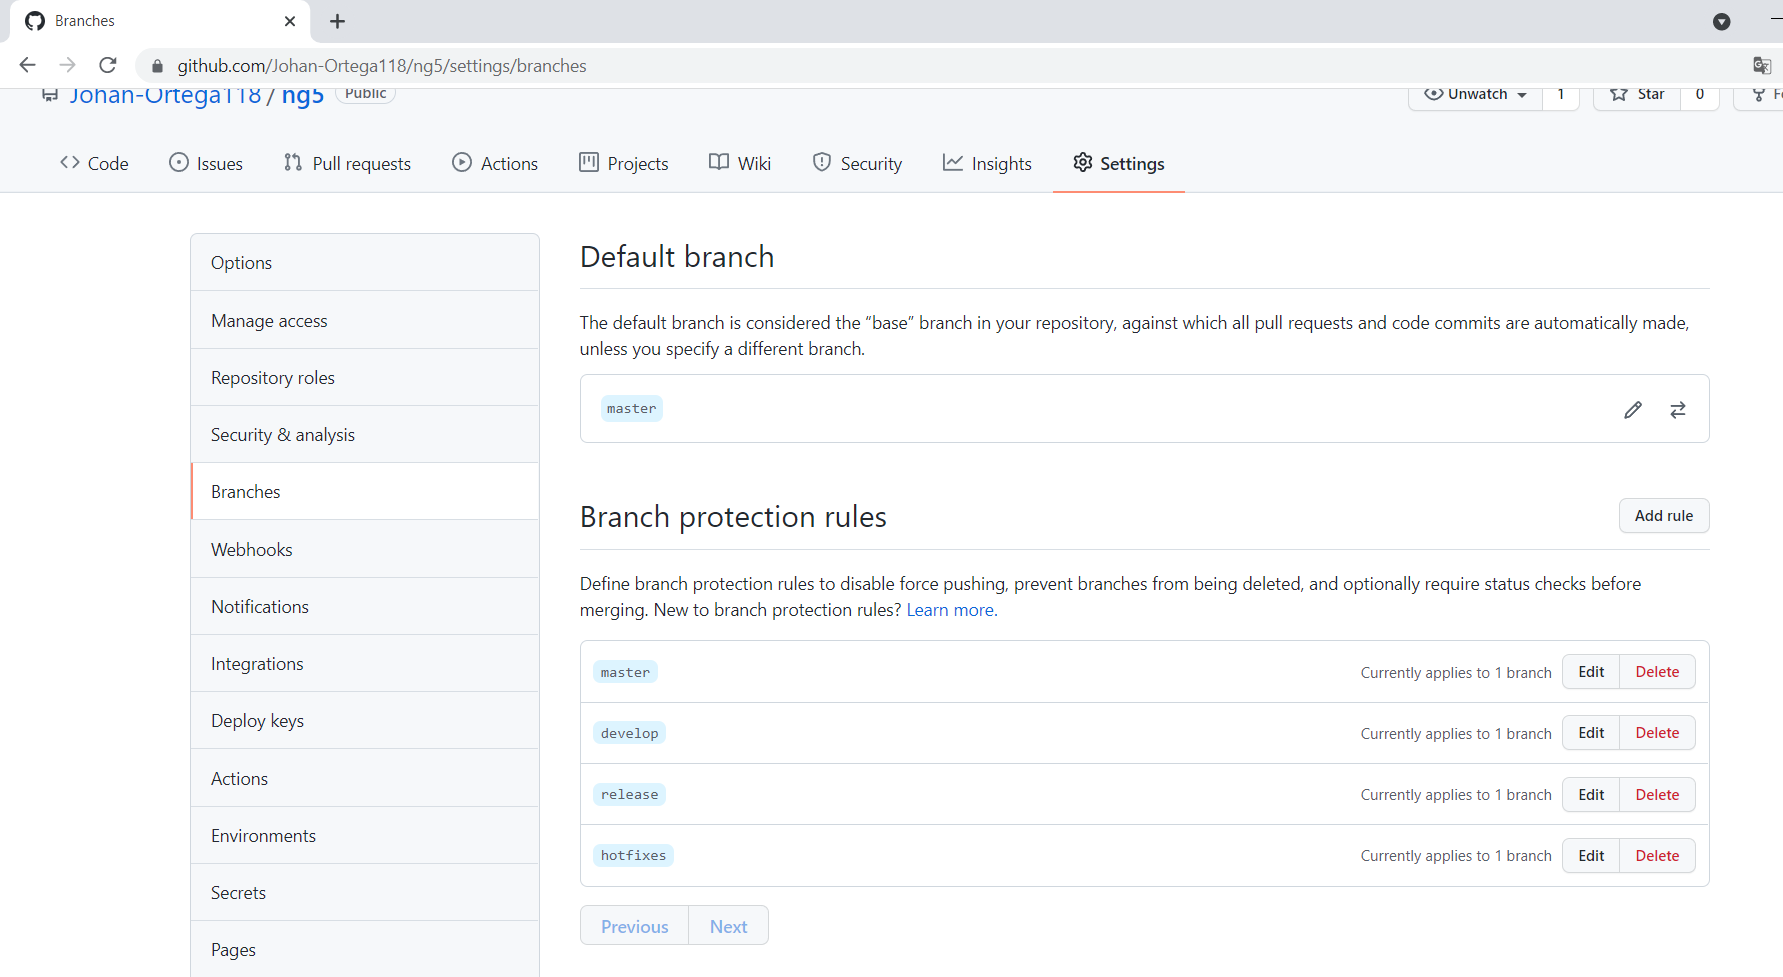 Branches
github.com/Johan-Ortega118/ng5/settings/branches
Johan-Ortega118 / ng5 Public
Unwatch 1 Star 0
Code Issues Pull requests Actions Projects Wiki Security Insights Settings
Options
Manage access
Repository roles
Security & analysis
Branches
Webhooks
Notifications
Integrations
Deploy keys
Actions
Environments
Secrets
Pages
Default branch
The default branch is considered the “base” branch in your repository, against which all pull requests and code commits are automatically made,
unless you specify a different branch.
master
Branch protection rules
Add rule
Define branch protection rules to disable force pushing, prevent branches from being deleted, and optionally require status checks before
merging. New to branch protection rules? Learn more.
master Currently applies to 1 branch Edit Delete
develop Currently applies to 1 branch Edit Delete
release Currently applies to 1 branch Edit Delete
hotfixes Currently applies to 1 branch Edit Delete
Previous Next